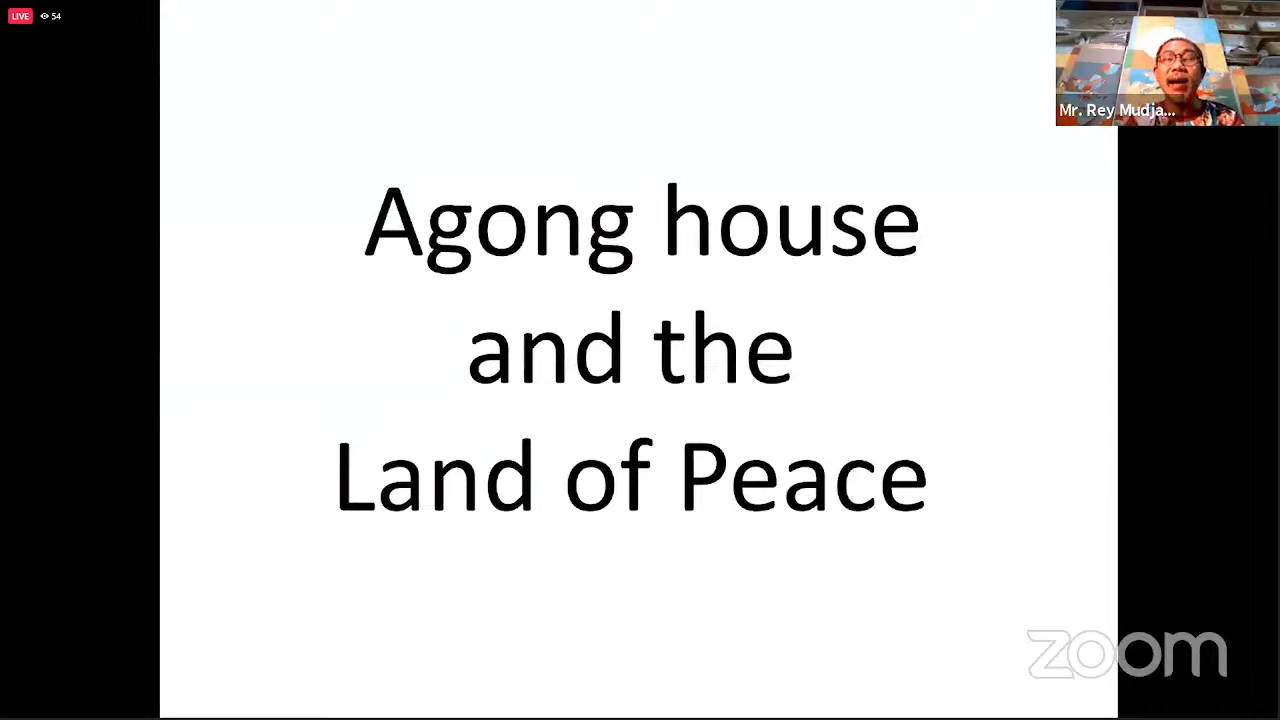 LIVE 54
Mr. Rey Mudja...
Agong house
and the
Land of Peace
zoom